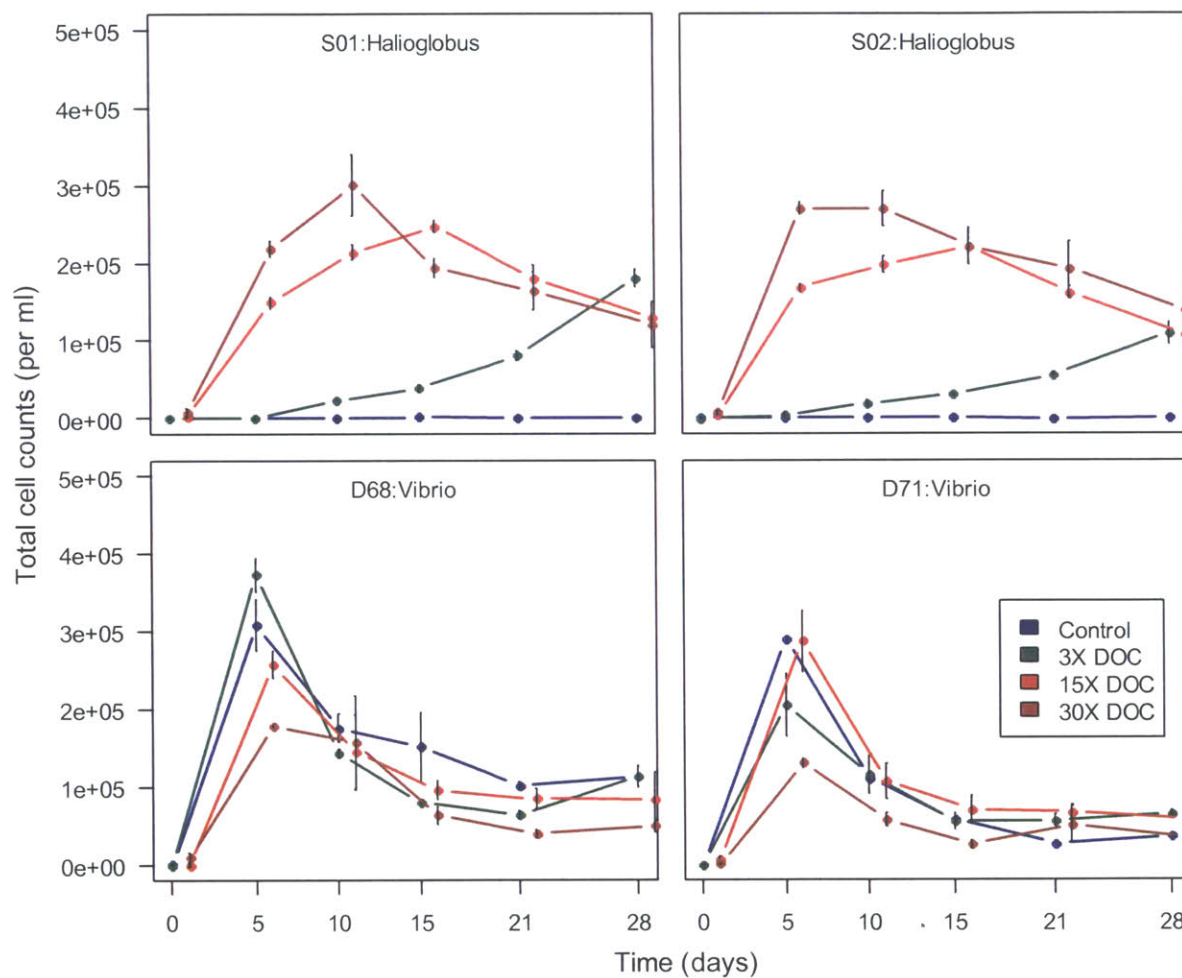 Total cell counts (per ml)
5e+05
4e+05
3e+05
2e+05
1e+05
0e+00
S01:Halioglobus
S02:Halioglobus
5e+05
4e+05
3e+05
2e+05
1e+05
0e+00
D68:Vibrio
D71:Vibrio
Control
3X DOC
15X DOC
30X DOC
0 5 10 15 21 28
0 5 10 15 21 28
Time (days)